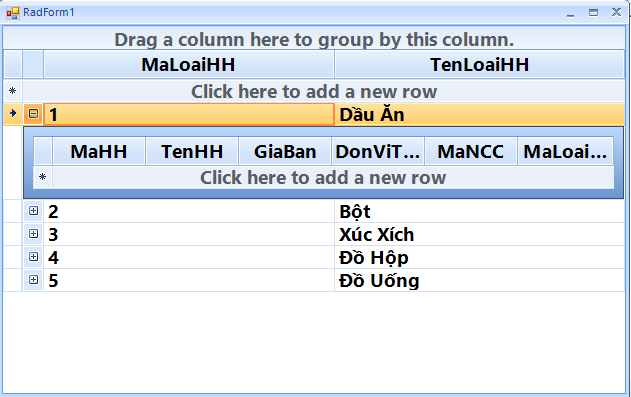 RadForm1
Drag a column here to group by this column.
MaLoaiHH TenLoaiHH
Click here to add a new row
1 Dầu Ăn
MaHH TenHH GiaBan DonViT... MaNCC MaLoai...
Click here to add a new row
2 Bột
3 Xúc Xích
4 Đồ Hộp
5 Đồ Uống